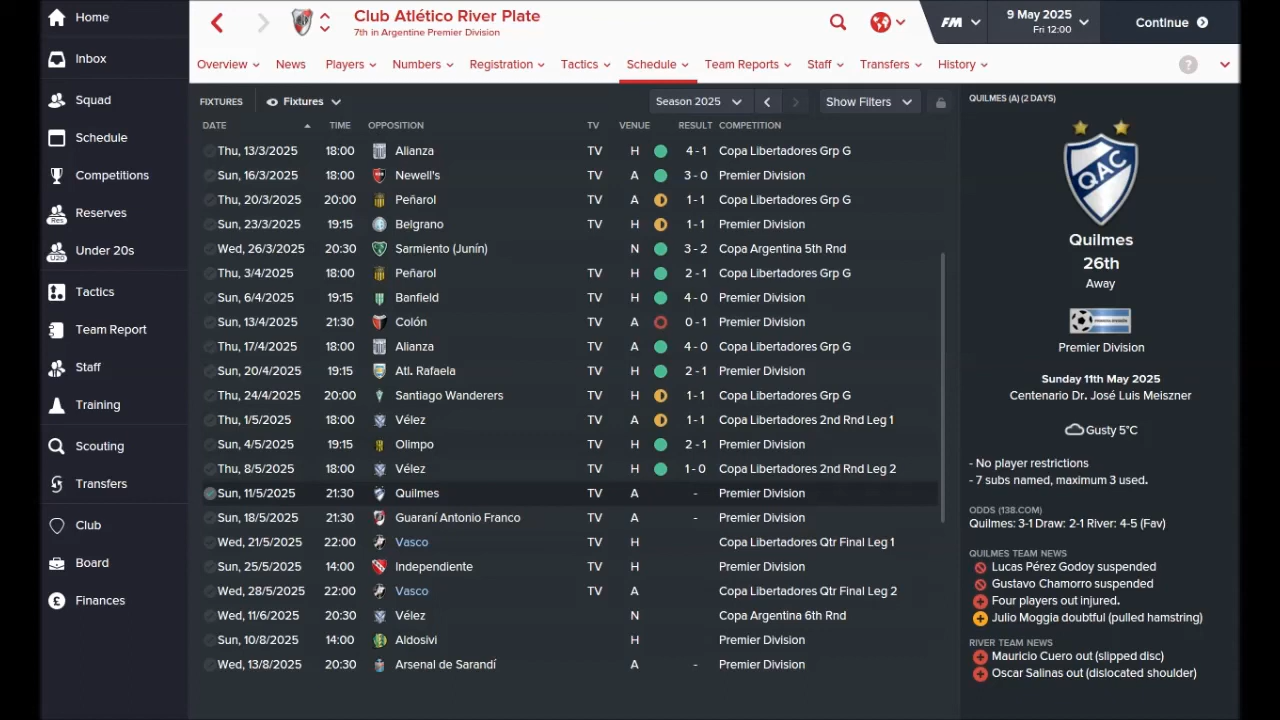 Home
Inbox
Squad
Schedule
Competitions
Res
Reserves
U20
Under 20s
Tactics
Team Report
Staff
Training
Scouting
Transfers
Club
Board
£
Finances
Club Atlético River Plate
7th in Argentine Premier Division
FM
9 May 2025
Fri 12:00
Continue
Overview News Players Numbers Registration Tactics Schedule Team Reports Staff Transfers History ?
FIXTURES Fixtures Season 2025 Show Filters
DATE TIME OPPOSITION TV VENUE RESULT COMPETITION
Thu, 13/3/2025 18:00 Alianza TV H 4 - 1 Copa Libertadores Grp G
Sun, 16/3/2025 18:00 Newell's TV A 3 - 0 Premier Division
Thu, 20/3/2025 20:00 Peñarol TV A 1 - 1 Copa Libertadores Grp G
Sun, 23/3/2025 19:15 Belgrano TV H 1 - 1 Premier Division
Wed, 26/3/2025 20:30 Sarmiento (Junín) N 3 - 2 Copa Argentina 5th Rnd
Thu, 3/4/2025 18:00 Peñarol TV H 2 - 1 Copa Libertadores Grp G
Sun, 6/4/2025 19:15 Banfield TV H 4 - 0 Premier Division
Sun, 13/4/2025 21:30 Colón TV A 0 - 1 Premier Division
Thu, 17/4/2025 18:00 Alianza TV A 4 - 0 Copa Libertadores Grp G
Sun, 20/4/2025 19:15 Atl. Rafaela TV H 2 - 1 Premier Division
Thu, 24/4/2025 20:00 Santiago Wanderers TV H 1 - 1 Copa Libertadores Grp G
Thu, 1/5/2025 18:00 Vélez TV A 1 - 1 Copa Libertadores 2nd Rnd Leg 1
Sun, 4/5/2025 19:15 Olimpo TV H 2 - 1 Premier Division
Thu, 8/5/2025 18:00 Vélez TV H 1 - 0 Copa Libertadores 2nd Rnd Leg 2
Sun, 11/5/2025 21:30 Quilmes TV A - Premier Division
Sun, 18/5/2025 21:30 Guaraní Antonio Franco TV A - Premier Division
Wed, 21/5/2025 22:00 Vasco TV H Copa Libertadores Qtr Final Leg 1
Sun, 25/5/2025 14:00 Independiente TV H Premier Division
Wed, 28/5/2025 22:00 Vasco TV A Copa Libertadores Qtr Final Leg 2
Wed, 11/6/2025 20:30 Vélez N Copa Argentina 6th Rnd
Sun, 10/8/2025 14:00 Aldosivi H Premier Division
Wed, 13/8/2025 20:30 Arsenal de Sarandí A - Premier Division
QUILMES (A) (2 DAYS)
QAC
Quilmes
26th
Away
Premier Division
Sunday 11th May 2025
Centenario Dr. José Luis Meiszner
Gusty 5°C
- No player restrictions
- 7 subs named, maximum 3 used.
ODDS (138.COM)
Quilmes: 3-1 Draw: 2-1 River: 4-5 (Fav)
QUILMES TEAM NEWS
Lucas Pérez Godoy suspended
Gustavo Chamorro suspended
Four players out injured.
Julio Moggia doubtful (pulled hamstring)
RIVER TEAM NEWS
Mauricio Cuero out (slipped disc)
Oscar Salinas out (dislocated shoulder)